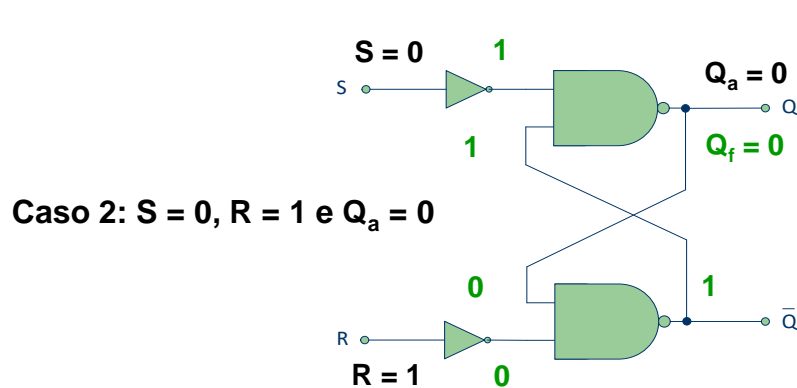 S = 0
1
Qa = 0
S
Q
1
Qf = 0
Caso 2: S = 0, R = 1 e Qa = 0
0
1
R
Q̅
R = 1
0